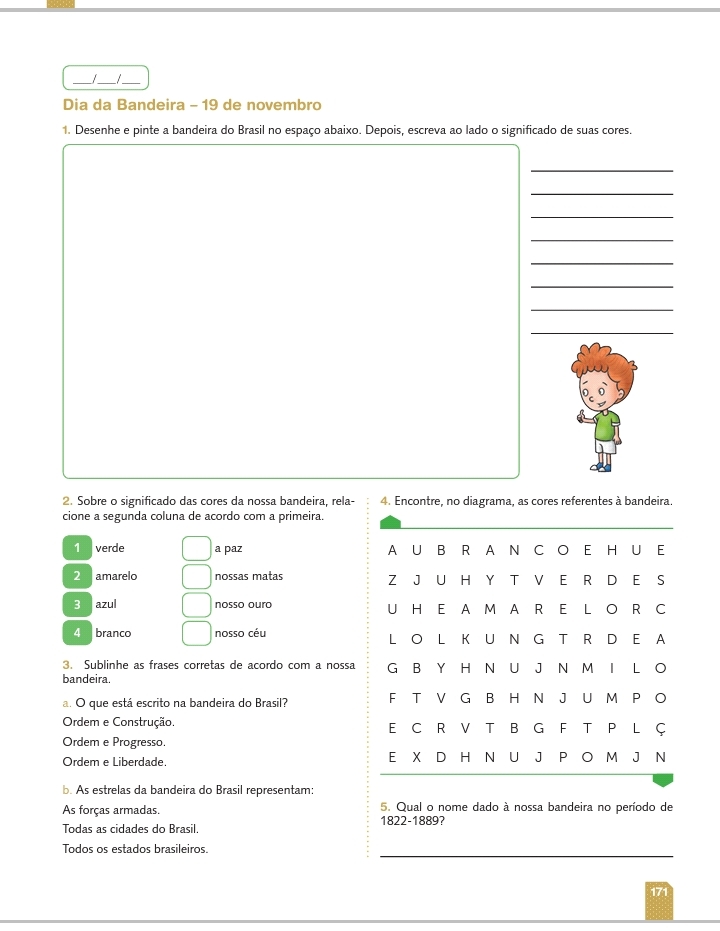 ___/___/___
Dia da Bandeira – 19 de novembro
1. Desenhe e pinte a bandeira do Brasil no espaço abaixo. Depois, escreva ao lado o significado de suas cores.
2. Sobre o significado das cores da nossa bandeira, rela-
cione a segunda coluna de acordo com a primeira.
1 verde a paz
2 amarelo nossas matas
3 azul nosso ouro
4 branco nosso céu
3. Sublinhe as frases corretas de acordo com a nossa
bandeira.
a. O que está escrito na bandeira do Brasil?
Ordem e Construção.
Ordem e Progresso.
Ordem e Liberdade.
b. As estrelas da bandeira do Brasil representam:
As forças armadas.
Todas as cidades do Brasil.
Todos os estados brasileiros.
4. Encontre, no diagrama, as cores referentes à bandeira.
A U B R A N C O E H U E
Z J U H Y T V E R D E S
U H E A M A R E L O R C
L O L K U N G T R D E A
G B Y H N U J N M I L O
F T V G B H N J U M P O
E C R V T B G F T P L Ç
E X D H N U J P O M J N
5. Qual o nome dado à nossa bandeira no período de
1822-1889?
171